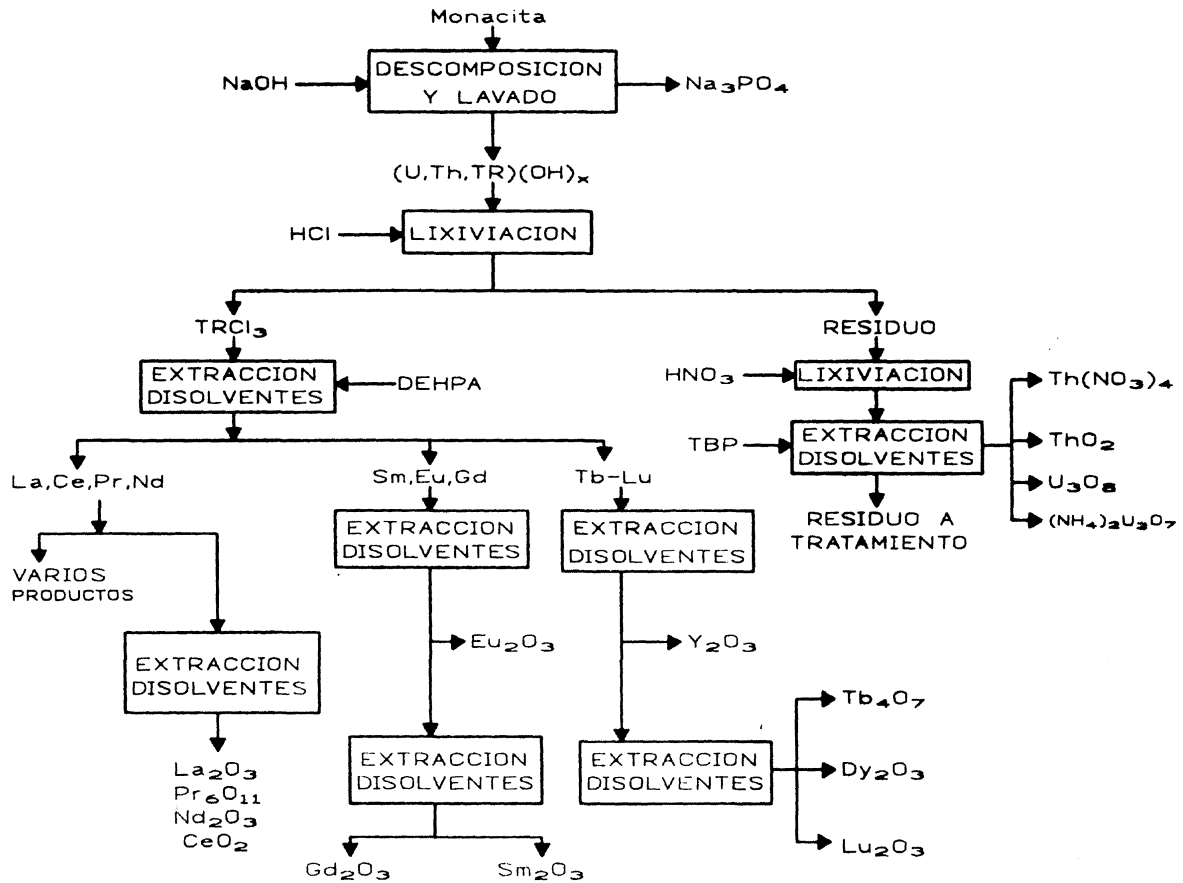 Monacita
NaOH
DESCOMPOSICION
Y LAVADO
Na₃PO₄
(U,Th,TR)(OH)ₓ
HCl
LIXIVIACION
TRCl₃
RESIDUO
EXTRACCION
DISOLVENTES
DEHPA
HNO₃
LIXIVIACION
Th(NO₃)₄
TBP
EXTRACCION
DISOLVENTES
ThO₂
U₃O₈
(NH₄)₂U₃O₇
RESIDUO A
TRATAMIENTO
La,Ce,Pr,Nd
Sm,Eu,Gd
Tb-Lu
EXTRACCION
DISOLVENTES
EXTRACCION
DISOLVENTES
VARIOS
PRODUCTOS
EXTRACCION
DISOLVENTES
Eu₂O₃
Y₂O₃
La₂O₃
Pr₆O₁₁
Nd₂O₃
CeO₂
EXTRACCION
DISOLVENTES
EXTRACCION
DISOLVENTES
Tb₄O₇
Dy₂O₃
Lu₂O₃
Gd₂O₃
Sm₂O₃